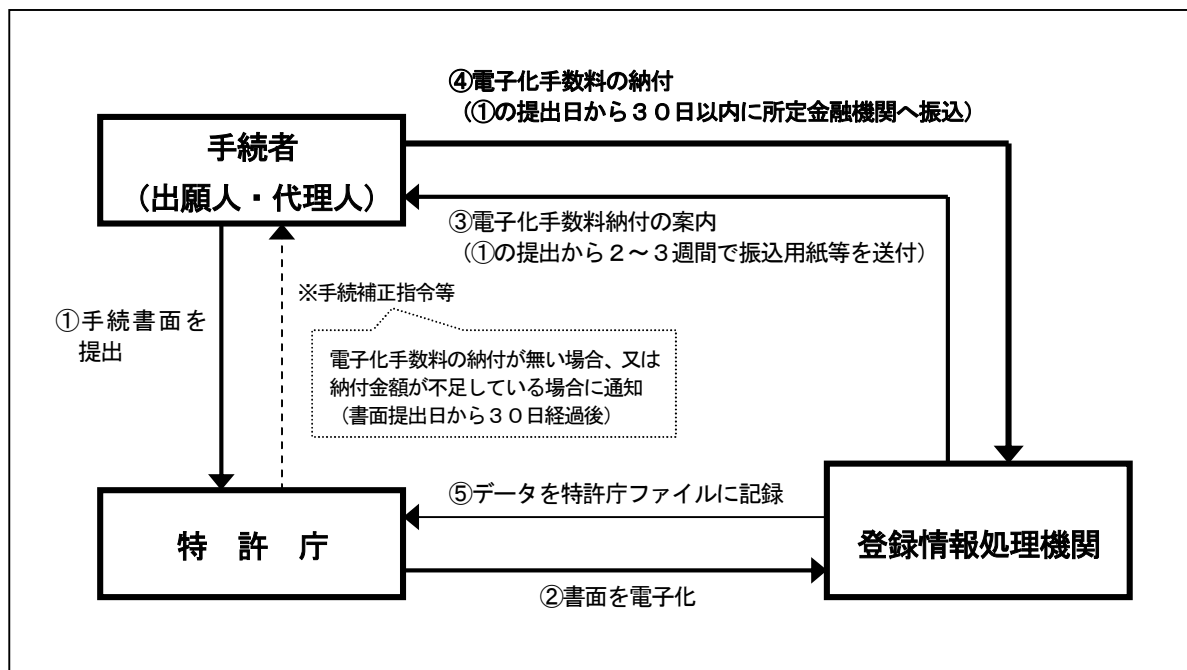 ④電子化手数料の納付
(①の提出日から30日以内に所定金融機関へ振込)
手続者
(出願人・代理人)
③電子化手数料納付の案内
(①の提出から2~3週間で振込用紙等を送付)
※手続補正指令等
①手続書面を
提出
電子化手数料の納付が無い場合、又は
納付金額が不足している場合に通知
(書面提出日から30日経過後)
特 許 庁
⑤データを特許庁ファイルに記録
登録情報処理機関
②書面を電子化